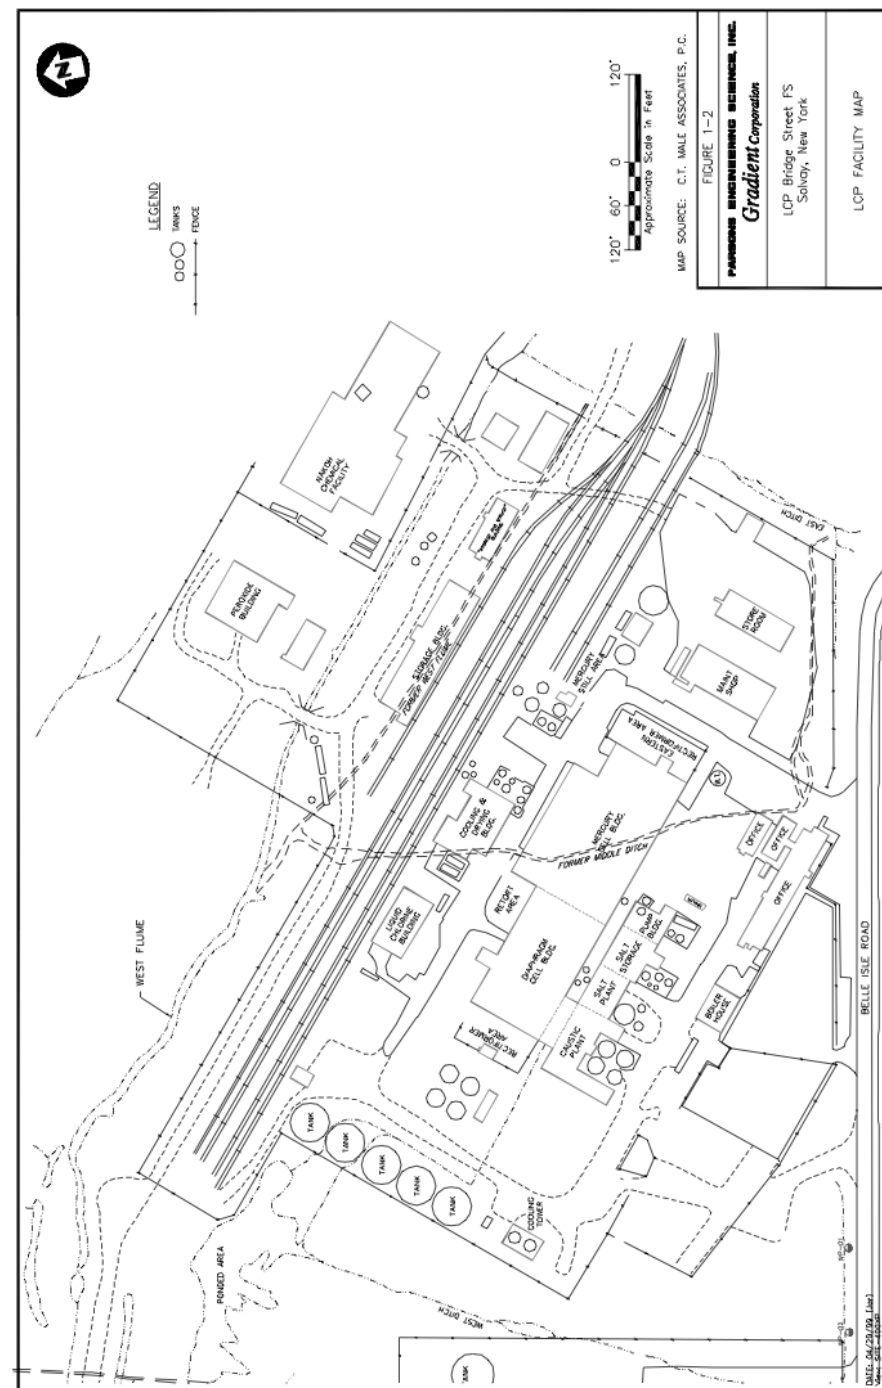 N
LEGEND
TANKS
FENCE
120'
60'
0
120'
Approximate Scale in Feet
MAP SOURCE: C.T. MALE ASSOCIATES, P.C.
FIGURE 1-2
PARSONS ENGINEERING SCIENCE, INC.
Gradient Corporation
LCP Bridge Street FS
Solvay, New York
LCP FACILITY MAP
WEST FLUME
PONDED AREA
WEST DITCH
NAKOH
CHEMICAL
FACILITY
PEROXIDE
BUILDING
STORAGE BLDG.
FORMER WEST FLUME
EAST DITCH
STORE
ROOM
MAINT
SHOP
MERCURY
STILL AREA
EASTERN
RECTIFIER AREA
COOLING &
DRYING
BLDG.
MERCURY
CELL BLDG.
FORMER MIDDLE DITCH
LIQUID
CHLORINE
BUILDING
RETORT
AREA
DIAPHRAGM
CELL BLDG.
RECTIFORMER
AREA
PUMP
BLDG.
SALT
STORAGE
SALT
PLANT
CAUSTIC
PLANT
OFFICE
OFFICE
OFFICE
BOILER
HOUSE
TANK
TANK
TANK
TANK
TANK
COOLING
TOWER
TANK
BELLE ISLE ROAD